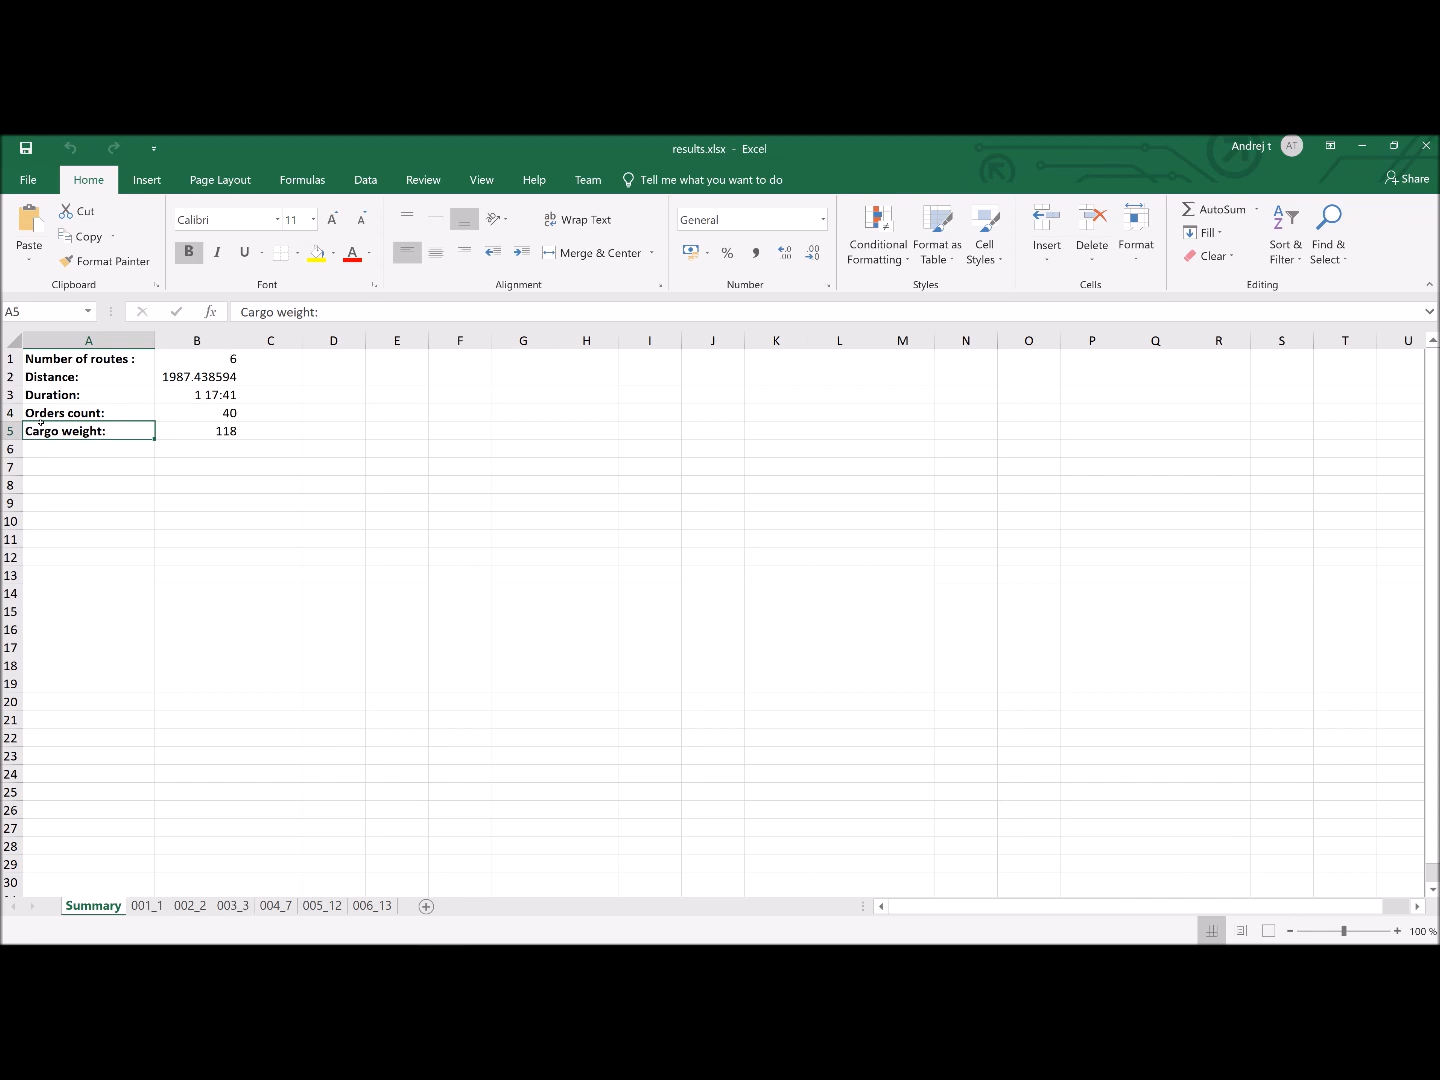 results.xlsx - Excel
Andrej t AT
File Home Insert Page Layout Formulas Data Review View Help Team Tell me what you want to do Share
Paste
Cut
Copy
Format Painter
Clipboard
Calibri 11 A A
B I U A
Font
ab Wrap Text
Merge & Center
Alignment
General
% , .00
Number
Conditional Formatting
Format as Table
Cell Styles
Styles
Insert
Delete
Format
Cells
AutoSum
Fill
Clear
Sort & Filter
Find & Select
Editing
A5 fx Cargo weight:
A B C D E F G H I J K L M N O P Q R S T U
1 Number of routes : 6
2 Distance: 1987.438594
3 Duration: 1 17:41
4 Orders count: 40
5 Cargo weight: 118
6
7
8
9
10
11
12
13
14
15
16
17
18
19
20
21
22
23
24
25
26
27
28
29
30
Summary 001_1 002_2 003_3 004_7 005_12 006_13
100 %